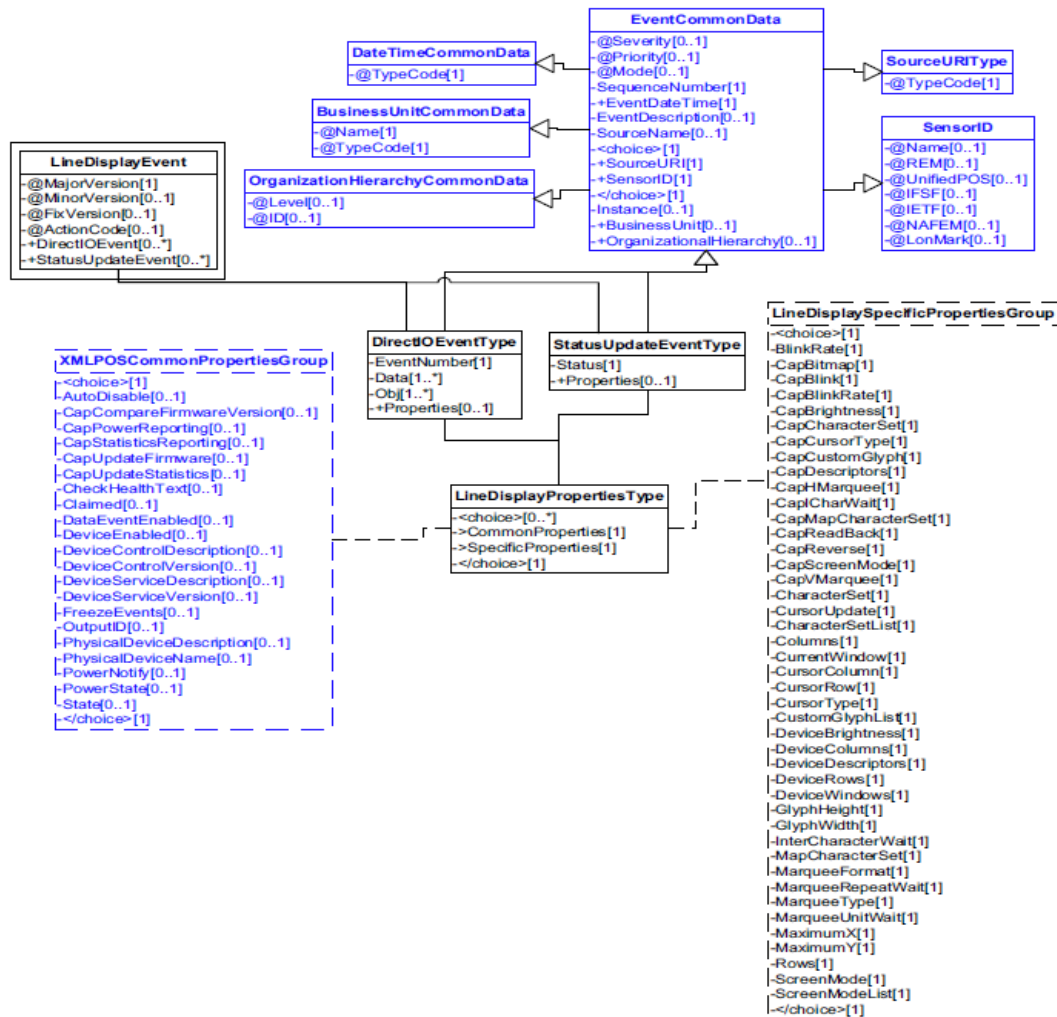 EventCommonData
-@Severity[0..1]
-@Priority[0..1]
-@Mode[0..1]
-SequenceNumber[1]
-+EventDateTime[1]
-EventDescription[0..1]
-SourceName[0..1]
-<choice>[1]
-+SourceURI[1]
-+SensorID[1]
-</choice>[1]
-Instance[0..1]
-+BusinessUnit[0..1]
-+OrganizationalHierarchy[0..1]
DateTimeCommonData
-@TypeCode[1]
SourceURIType
-@TypeCode[1]
BusinessUnitCommonData
-@Name[1]
-@TypeCode[1]
SensorID
-@Name[0..1]
-@REM[0..1]
-@UnifiedPOS[0..1]
-@IFSF[0..1]
-@IETF[0..1]
-@NAFEM[0..1]
-@LonMark[0..1]
LineDisplayEvent
-@MajorVersion[1]
-@MinorVersion[0..1]
-@FixVersion[0..1]
-@ActionCode[0..1]
-+DirectIOEvent[0..*]
-+StatusUpdateEvent[0..*]
OrganizationHierarchyCommonData
-@Level[0..1]
-@ID[0..1]
DirectIOEventType
-EventNumber[1]
-Data[1..*]
-Obj[1..*]
-+Properties[0..1]
StatusUpdateEventType
-Status[1]
-+Properties[0..1]
XMLPOSCommonPropertiesGroup
-<choice>[1]
-AutoDisable[0..1]
-CapCompareFirmwareVersion[0..1]
-CapPowerReporting[0..1]
-CapStatisticsReporting[0..1]
-CapUpdateFirmware[0..1]
-CapUpdateStatistics[0..1]
-CheckHealthText[0..1]
-Claimed[0..1]
-DataEventEnabled[0..1]
-DeviceEnabled[0..1]
-DeviceControlDescription[0..1]
-DeviceControlVersion[0..1]
-DeviceServiceDescription[0..1]
-DeviceServiceVersion[0..1]
-FreezeEvents[0..1]
-OutputID[0..1]
-PhysicalDeviceDescription[0..1]
-PhysicalDeviceName[0..1]
-PowerNotify[0..1]
-PowerState[0..1]
-State[0..1]
-</choice>[1]
LineDisplayPropertiesType
-<choice>[0..*]
->CommonProperties[1]
->SpecificProperties[1]
-</choice>[1]
LineDisplaySpecificPropertiesGroup
-<choice>[1]
-BlinkRate[1]
-CapBitmap[1]
-CapBlink[1]
-CapBlinkRate[1]
-CapBrightness[1]
-CapCharacterSet[1]
-CapCursorType[1]
-CapCustomGlyph[1]
-CapDescriptors[1]
-CapHMarquee[1]
-CapICharWait[1]
-CapMapCharacterSet[1]
-CapReadBack[1]
-CapReverse[1]
-CapScreenMode[1]
-CapVMarquee[1]
-CharacterSet[1]
-CursorUpdate[1]
-CharacterSetList[1]
-Columns[1]
-CurrentWindow[1]
-CursorColumn[1]
-CursorRow[1]
-CursorType[1]
-CustomGlyphList[1]
-DeviceBrightness[1]
-DeviceColumns[1]
-DeviceDescriptors[1]
-DeviceRows[1]
-DeviceWindows[1]
-GlyphHeight[1]
-GlyphWidth[1]
-InterCharacterWait[1]
-MapCharacterSet[1]
-MarqueeFormat[1]
-MarqueeRepeatWait[1]
-MarqueeType[1]
-MarqueeUnitWait[1]
-MaximumX[1]
-MaximumY[1]
-Rows[1]
-ScreenMode[1]
-ScreenModeList[1]
-</choice>[1]